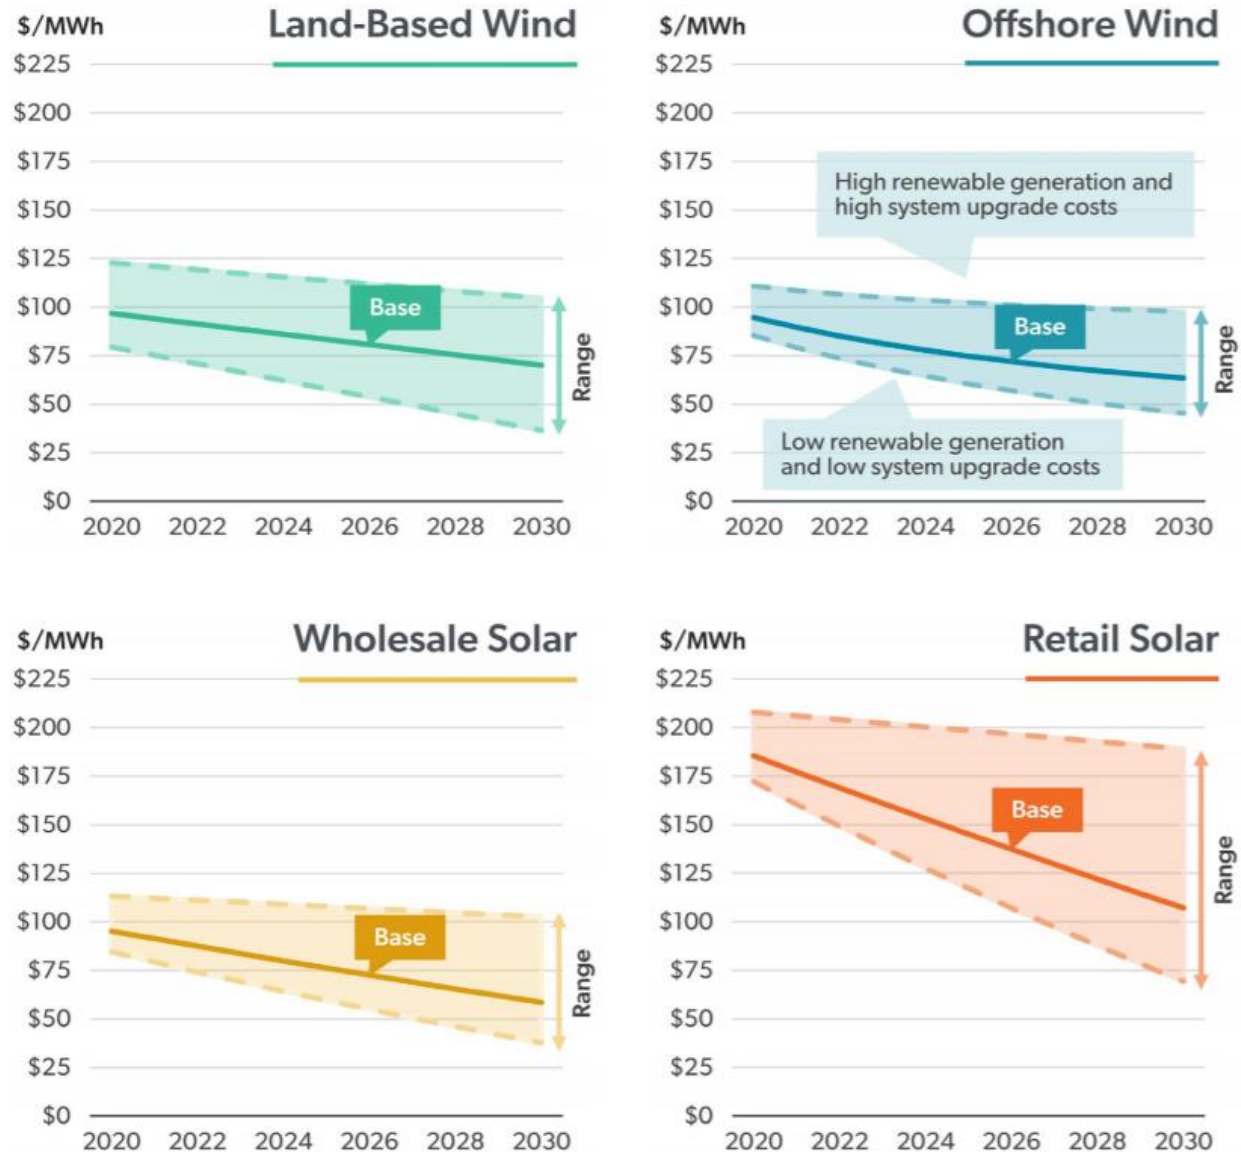 $/MWh
Land-Based Wind
$225
$200
$175
$150
$125
$100
$75
$50
$25
$0
Base
Range
2020 2022 2024 2026 2028 2030
$/MWh
Offshore Wind
$225
$200
$175
$150
$125
$100
$75
$50
$25
$0
High renewable generation and
high system upgrade costs
Base
Range
Low renewable generation
and low system upgrade costs
2020 2022 2024 2026 2028 2030
$/MWh
Wholesale Solar
$225
$200
$175
$150
$125
$100
$75
$50
$25
$0
Base
Range
2020 2022 2024 2026 2028 2030
$/MWh
Retail Solar
$225
$200
$175
$150
$125
$100
$75
$50
$25
$0
Base
Range
2020 2022 2024 2026 2028 2030